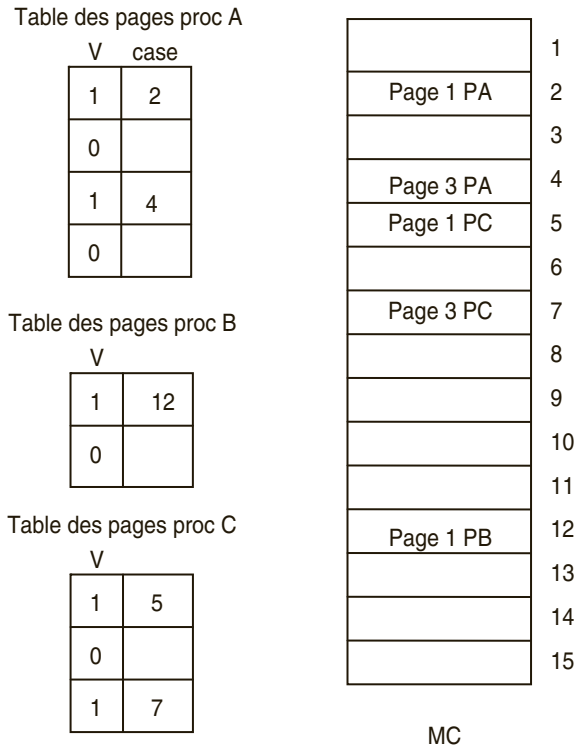 Table des pages proc A
V case
1 2
0
1 4
0
Table des pages proc B
V
1 12
0
Table des pages proc C
V
1 5
0
1 7
1
Page 1 PA 2
3
Page 3 PA 4
Page 1 PC 5
6
Page 3 PC 7
8
9
10
11
Page 1 PB 12
13
14
15
MC